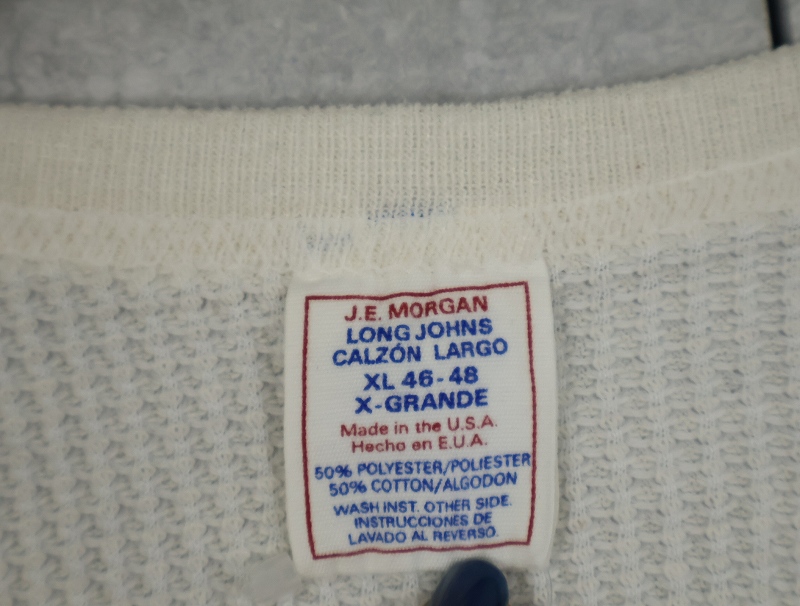 J.E. MORGAN
LONG JOHNS
CALZÓN LARGO
XL 46-48
X-GRANDE
Made in the U.S.A.
Hecho en E.U.A.
50% POLYESTER/POLIESTER
50% COTTON/ALGODON
WASH INST. OTHER SIDE.
INSTRUCCIONES DE
LAVADO AL REVERSO.